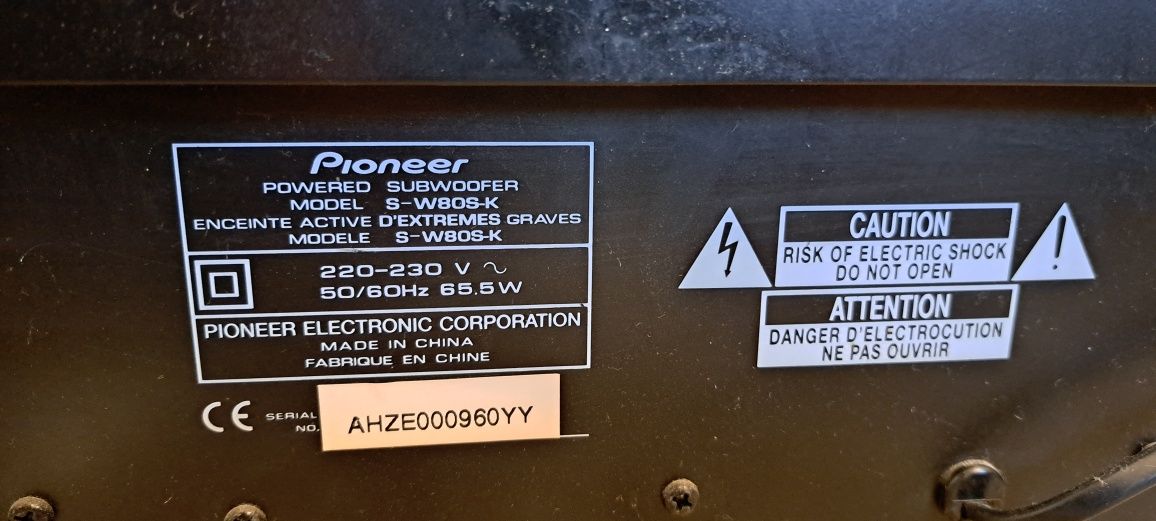 Pioneer
POWERED SUBWOOFER
MODEL S-W80S-K
ENCEINTE ACTIVE D'EXTREMES GRAVES
MODELE S-W80S-K
220-230 V ~
50/60Hz 65.5W
PIONEER ELECTRONIC CORPORATION
MADE IN CHINA
FABRIQUE EN CHINE
CE SERIAL NO. AHZE000960YY
CAUTION
RISK OF ELECTRIC SHOCK
DO NOT OPEN
ATTENTION
DANGER D'ELECTROCUTION
NE PAS OUVRIR